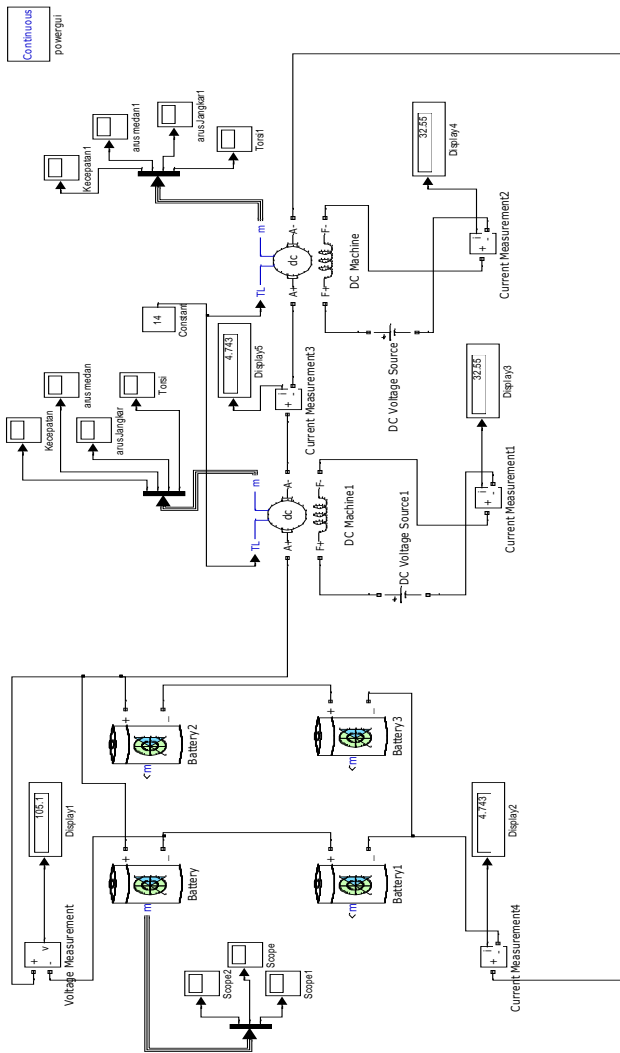 Continuous
powergui
Kecepatan1
arus medan1
arusJangkar1
Torsi1
Kecepatan
arus medan
arusJangkar
Torsi
14
Constant
TL
m
dc
A+
A-
F+
F-
DC Machine
TL
m
dc
A+
A-
F+
F-
DC Machine1
4.743
Display5
i
+
-
Current Measurement3
32.55
Display4
i
+
-
Current Measurement2
+
DC Voltage Source
32.55
Display3
i
+
-
Current Measurement1
+
DC Voltage Source1
105.1
Display1
+
-
v
Voltage Measurement
+
-
<m
Battery2
+
-
<m
Battery3
+
-
m
Battery
+
-
<m
Battery1
4.743
Display2
i
+
-
Current Measurement4
Scope2
Scope
Scope1